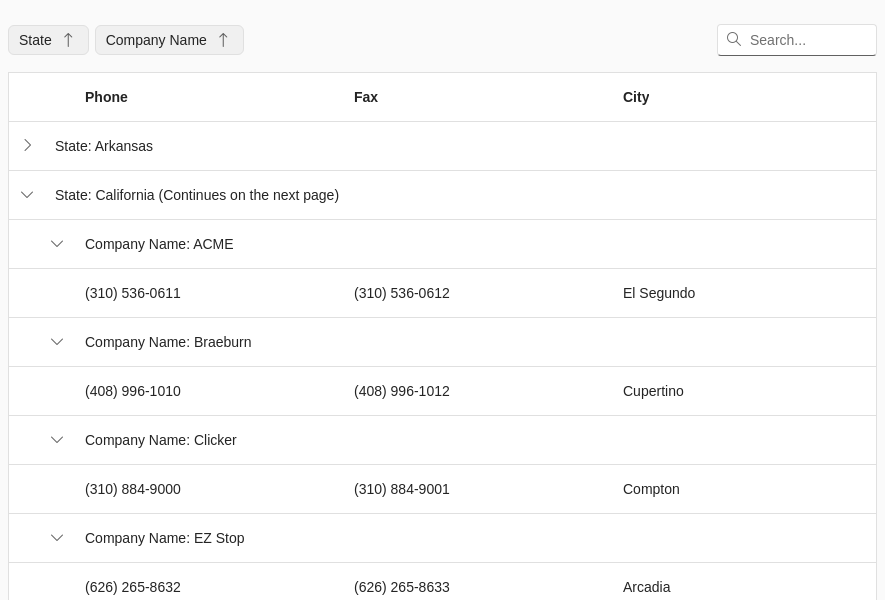 State Company Name Search...
Phone Fax City
State: Arkansas
State: California (Continues on the next page)
Company Name: ACME
(310) 536-0611 (310) 536-0612 El Segundo
Company Name: Braeburn
(408) 996-1010 (408) 996-1012 Cupertino
Company Name: Clicker
(310) 884-9000 (310) 884-9001 Compton
Company Name: EZ Stop
(626) 265-8632 (626) 265-8633 Arcadia